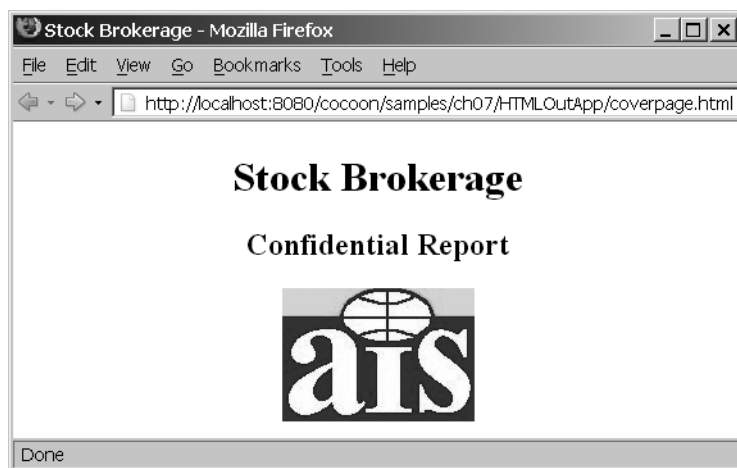 Stock Brokerage - Mozilla Firefox
File Edit View Go Bookmarks Tools Help
http://localhost:8080/cocoon/samples/ch07/HTMLOutApp/coverpage.html
Stock Brokerage
Confidential Report
aIS
Done